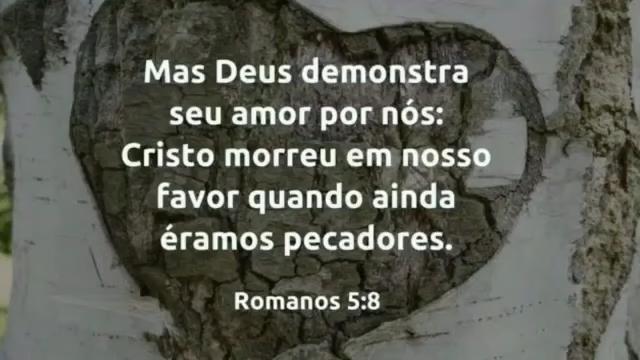 Mas Deus demonstra
seu amor por nós:
Cristo morreu em nosso
favor quando ainda
éramos pecadores.
Romanos 5:8